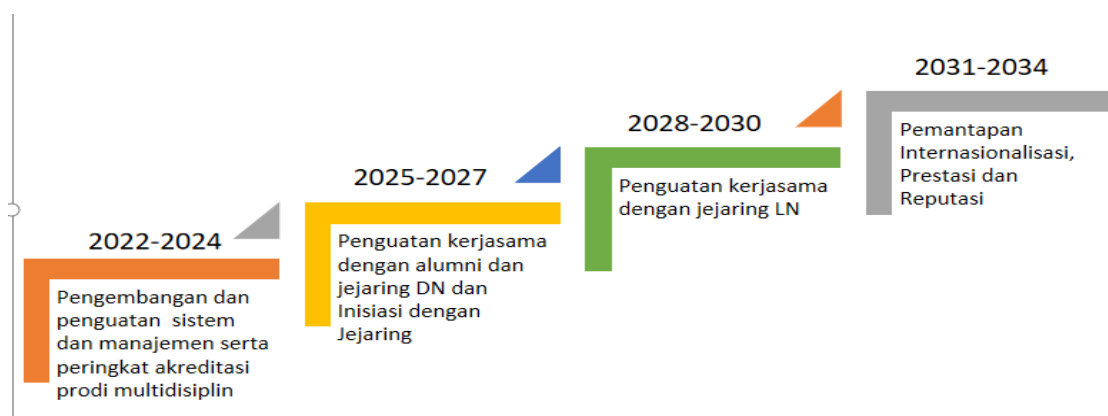 2022-2024
Pengembangan dan
penguatan sistem
dan manajemen serta
peringkat akreditasi
prodi multidisiplin
2025-2027
Penguatan kerjasama
dengan alumni dan
jejaring DN dan
Inisiasi dengan
Jejaring
2028-2030
Penguatan kerjasama
dengan jejaring LN
2031-2034
Pemantapan
Internasionalisasi,
Prestasi dan
Reputasi